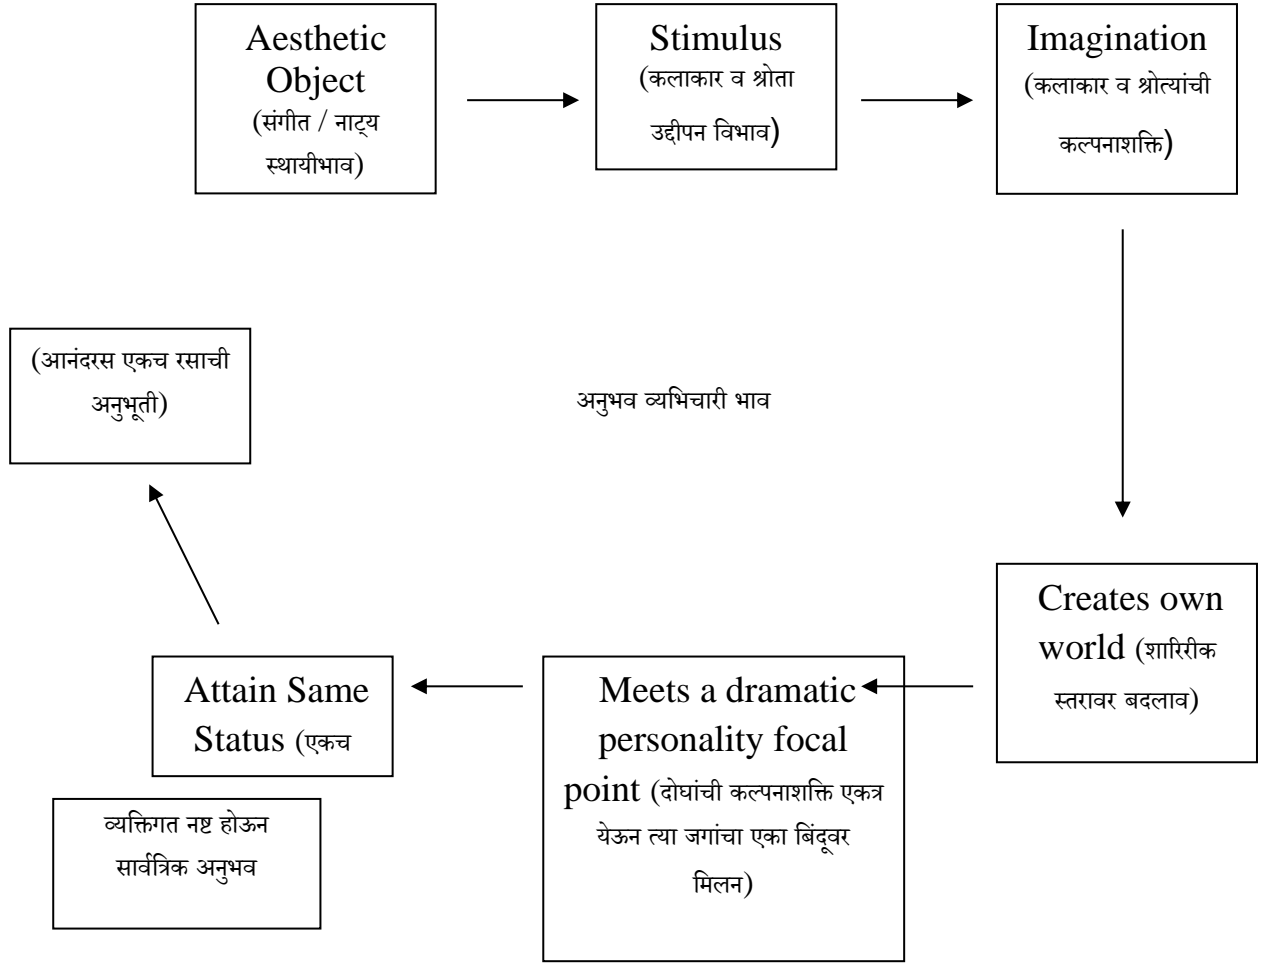 Aesthetic
Object
(संगीत / नाट्य
स्थायीभाव)
Stimulus
(कलाकार व श्रोता
उद्दीपन विभाव)
Imagination
(कलाकार व श्रोत्यांची
कल्पनाशक्ति)
(आनंदरस एकच रसाची
अनुभूती)
अनुभव व्यभिचारी भाव
Creates own
world (शारिरीक
स्तरावर बदलाव)
Meets a dramatic
personality focal
point (दोघांची कल्पनाशक्ति एकत्र
येऊन त्या जगांचा एका बिंदूवर
मिलन)
Attain Same
Status (एकच
व्यक्तिगत नष्ट होऊन
सार्वत्रिक अनुभव